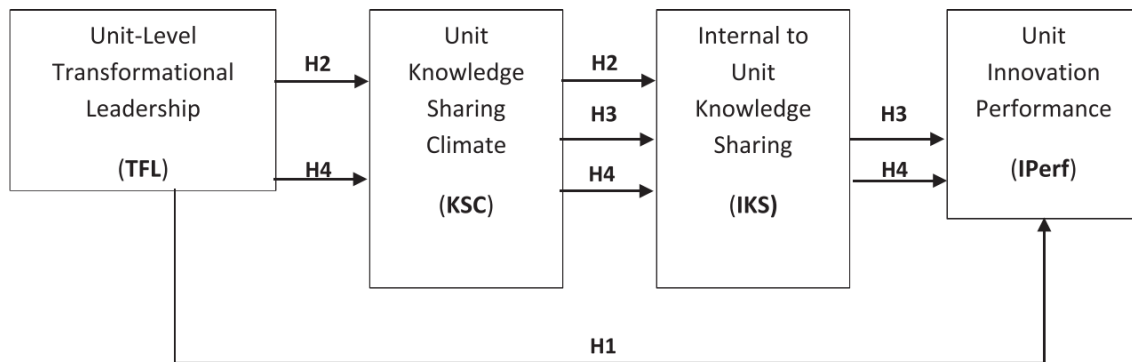 Unit-Level
Transformational
Leadership
(TFL)
H2
H4
Unit
Knowledge
Sharing
Climate
(KSC)
H2
H3
H4
Internal to
Unit
Knowledge
Sharing
(IKS)
H3
H4
Unit
Innovation
Performance
(IPerf)
H1